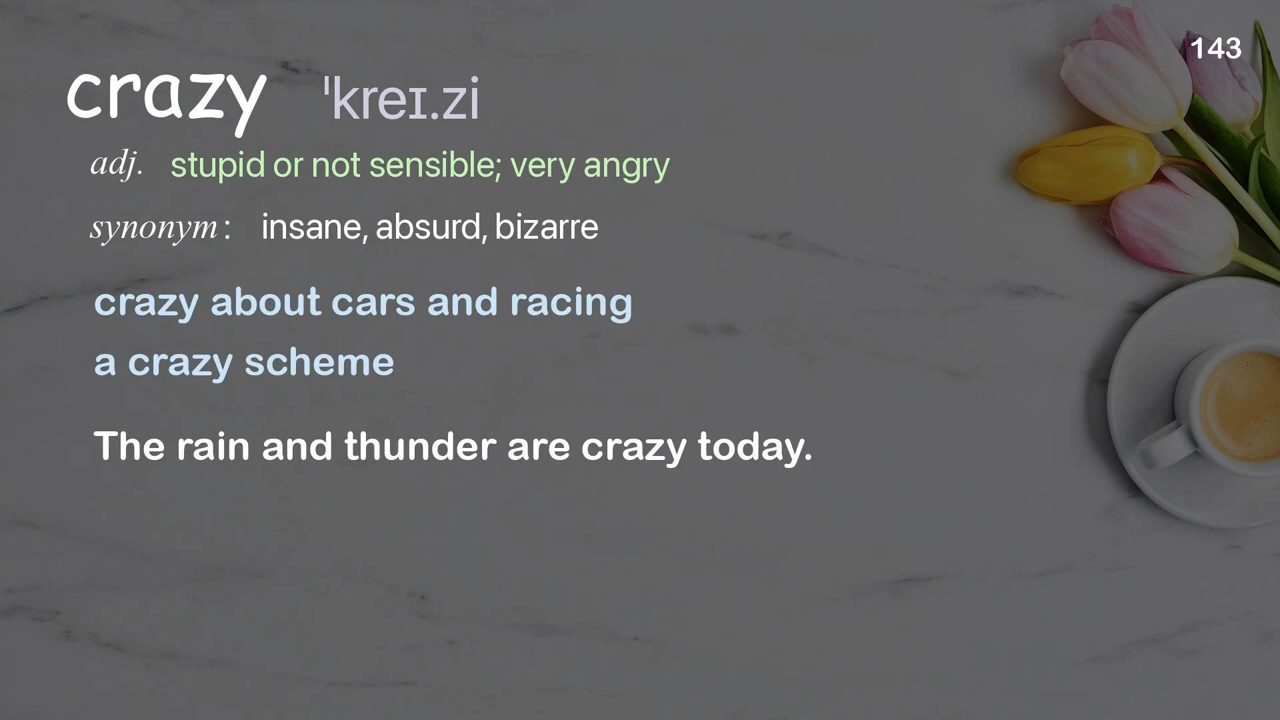 143
crazy ˈkreɪ.zi
adj. stupid or not sensible; very angry
synonym: insane, absurd, bizarre
crazy about cars and racing
a crazy scheme
The rain and thunder are crazy today.